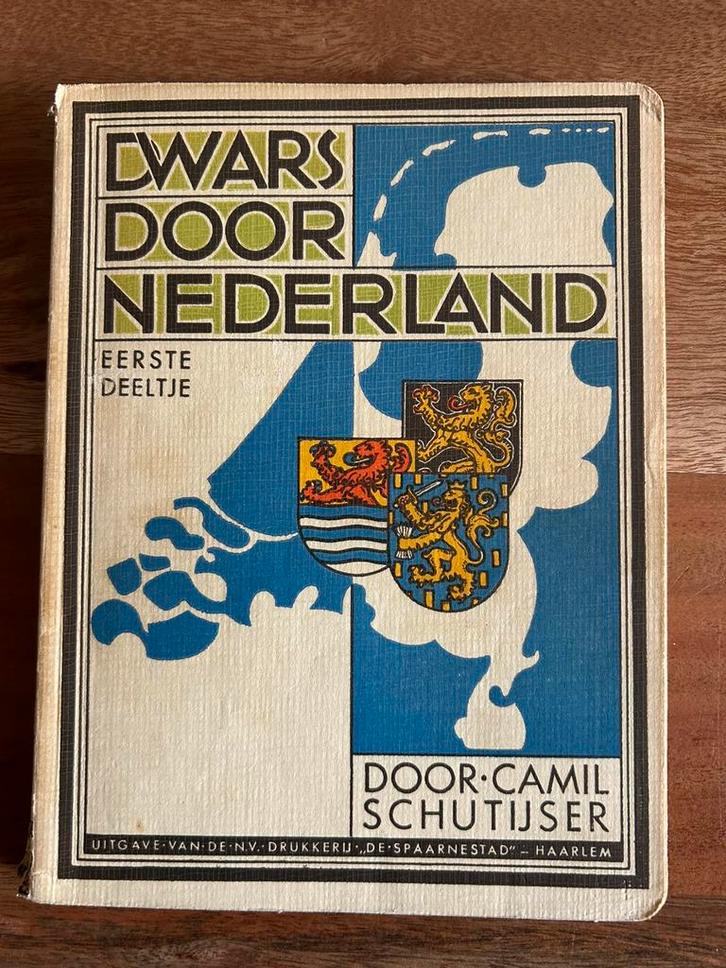 DWARS
DOOR
NEDERLAND
EERSTE
DEELTJE
DOOR·CAMIL
SCHUTIJSER
UITGAVE·VAN·DE·N.V.·DRUKKERIJ·„DE·SPAARNESTAD”–HAARLEM